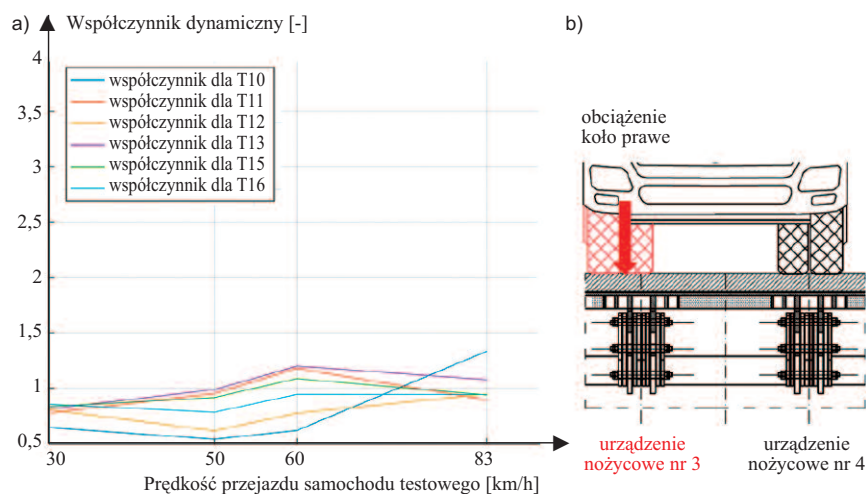 a)
Współczynnik dynamiczny [-]
4
3,5
3
2,5
2
1,5
1
0,5
współczynnik dla T10
współczynnik dla T11
współczynnik dla T12
współczynnik dla T13
współczynnik dla T15
współczynnik dla T16
30
50
60
83
Prędkość przejazdu samochodu testowego [km/h]
b)
obciążenie
koło prawe
urządzenie
nożycowe nr 3
urządzenie
nożycowe nr 4